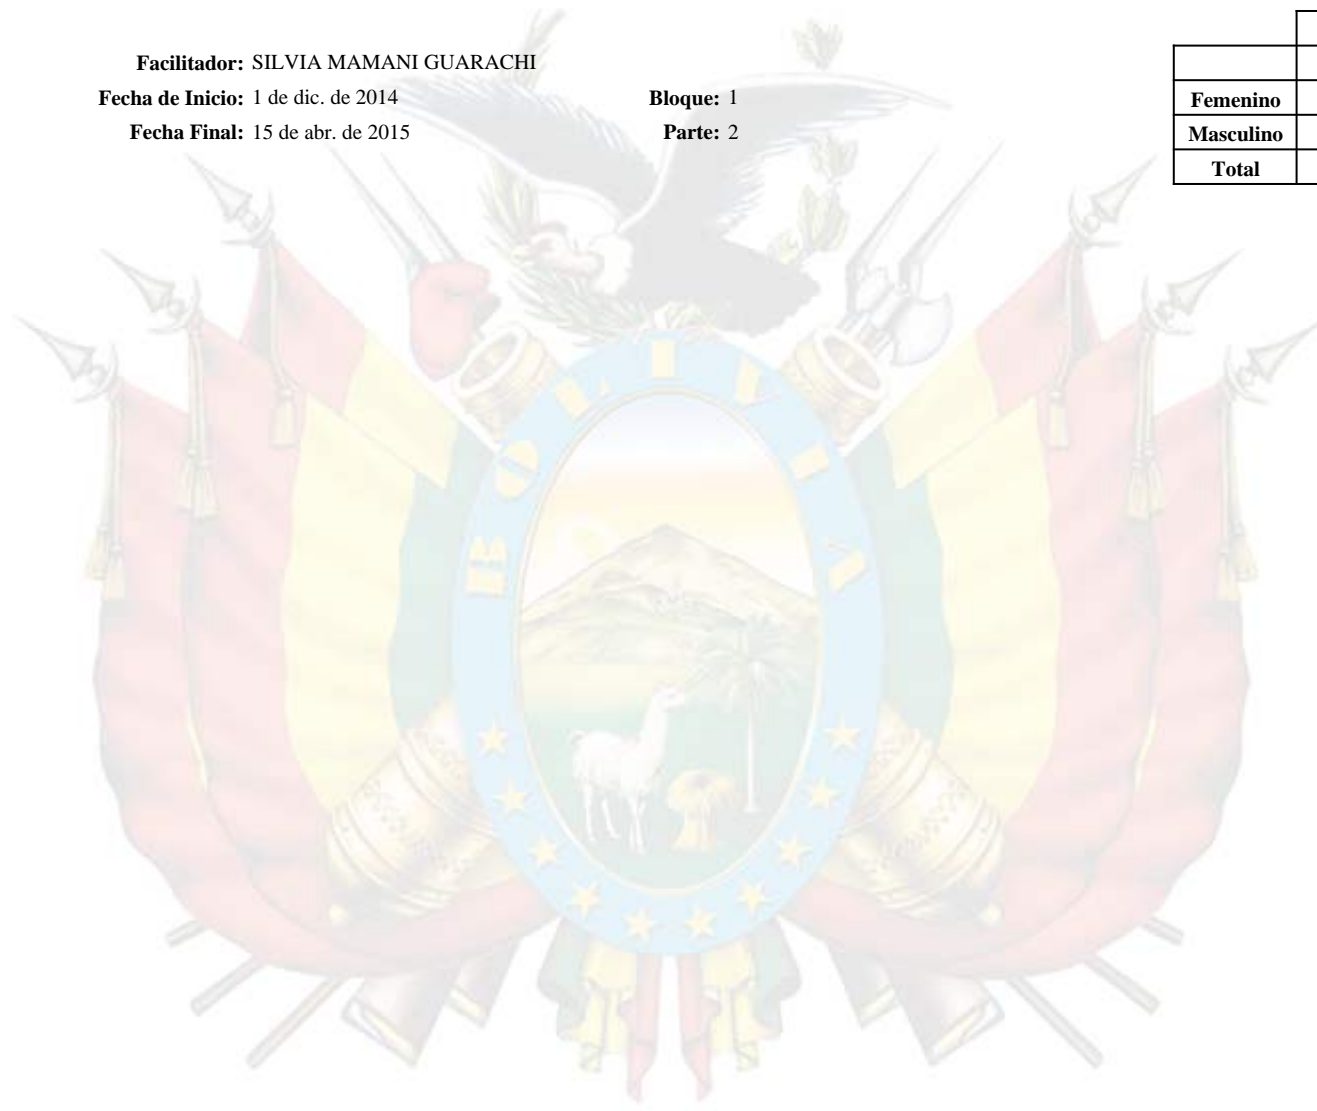 Facilitador: SILVIA MAMANI GUARACHI
Fecha de Inicio: 1 de dic. de 2014 Bloque: 1
Fecha Final: 15 de abr. de 2015 Parte: 2
Femenino
Masculino
Total
BOLIVIA